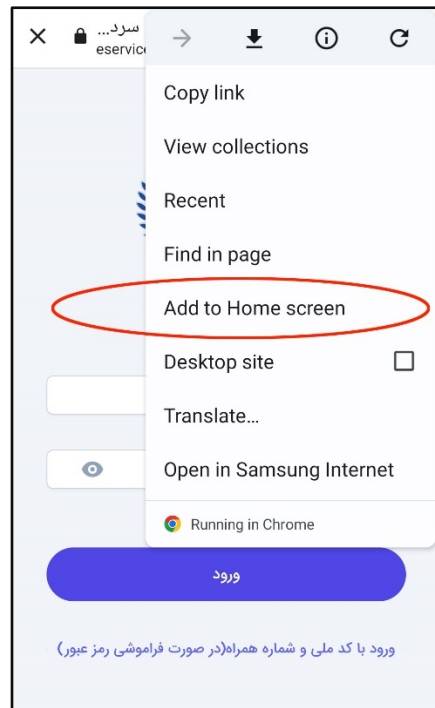 سرد...
eservice
Copy link
View collections
Recent
Find in page
Add to Home screen
Desktop site
Translate...
Open in Samsung Internet
Running in Chrome
ورود
ورود با کد ملی و شماره همراه(در صورت فراموشی رمز عبور)